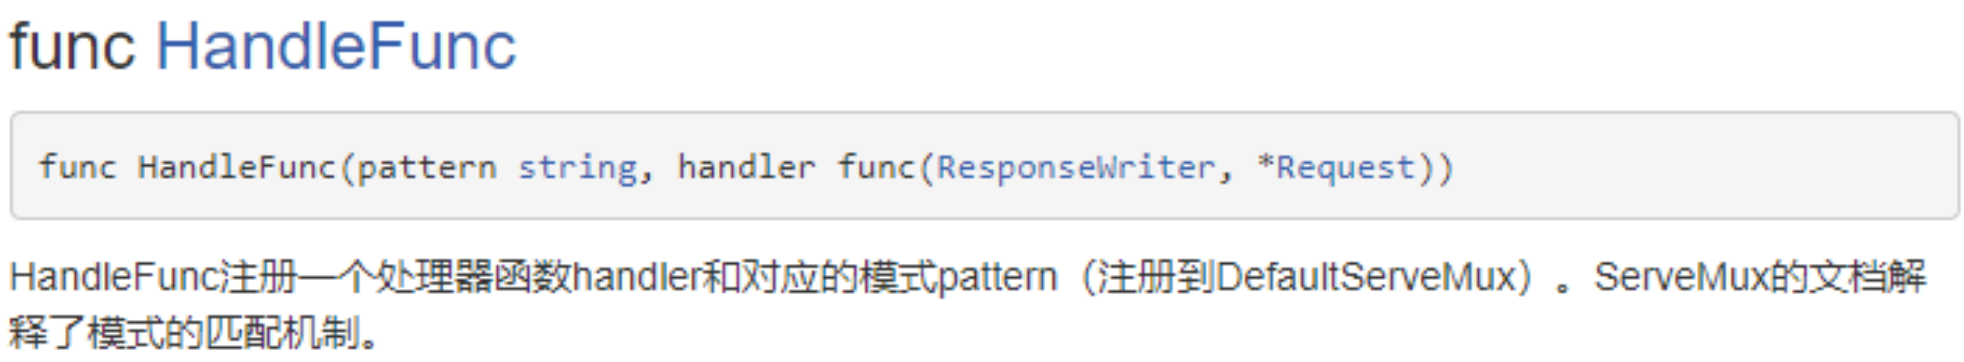 func HandleFunc
func HandleFunc(pattern string, handler func(ResponseWriter, *Request))
HandleFunc注册一个处理器函数handler和对应的模式pattern（注册到DefaultServeMux）。ServeMux的文档解
释了模式的匹配机制。